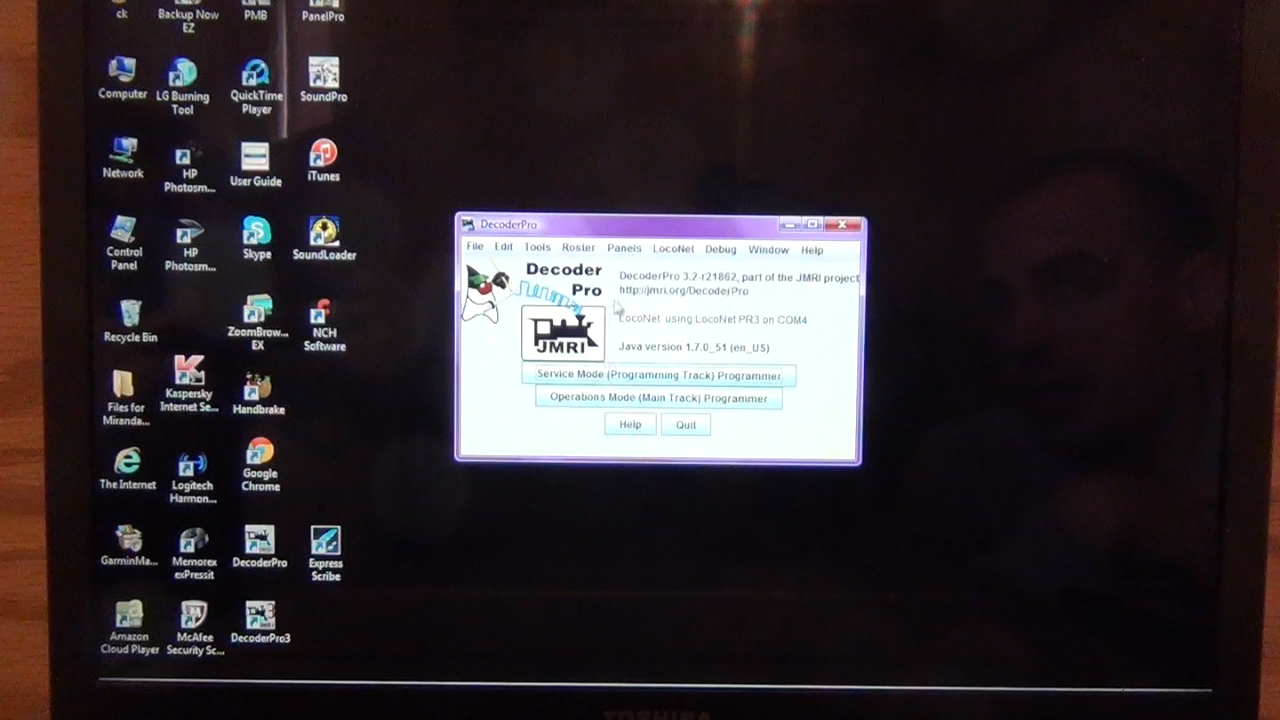 ck
Backup Now
EZ
PMB
PanelPro
Computer
LG Burning
Tool
QuickTime
Player
SoundPro
Network
HP
Photosm...
User Guide
iTunes
Control
Panel
HP
Photosm...
Skype
SoundLoader
Recycle Bin
ZoomBrow...
EX
NCH
Software
Files for
Miranda...
Kaspersky
Internet Se...
Handbrake
The Internet
Logitech
Harmon...
Google
Chrome
GarminMa...
Memorex
exPressit
DecoderPro
Express
Scribe
Amazon
Cloud Player
McAfee
Security Sc...
DecoderPro3
DecoderPro
File Edit Tools Roster Panels LocoNet Debug Window Help
Decoder
Pro
JMRI
DecoderPro 3.2-r21862, part of the JMRI project
http://jmri.org/DecoderPro
LocoNet using LocoNet PR3 on COM4
Java version 1.7.0_51 (en_US)
Service Mode (Programming Track) Programmer
Operations Mode (Main Track) Programmer
Help Quit
TOSHIBA